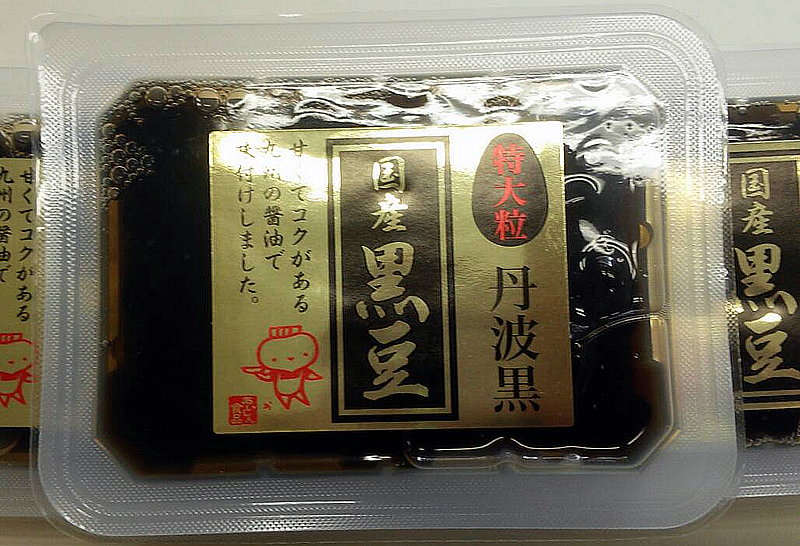 特大粒
丹波黒
国産黒豆
甘くてコクがある
九州の醤油で
味付けしました。
国産黒豆
甘くてコクがある
九州の醤油で